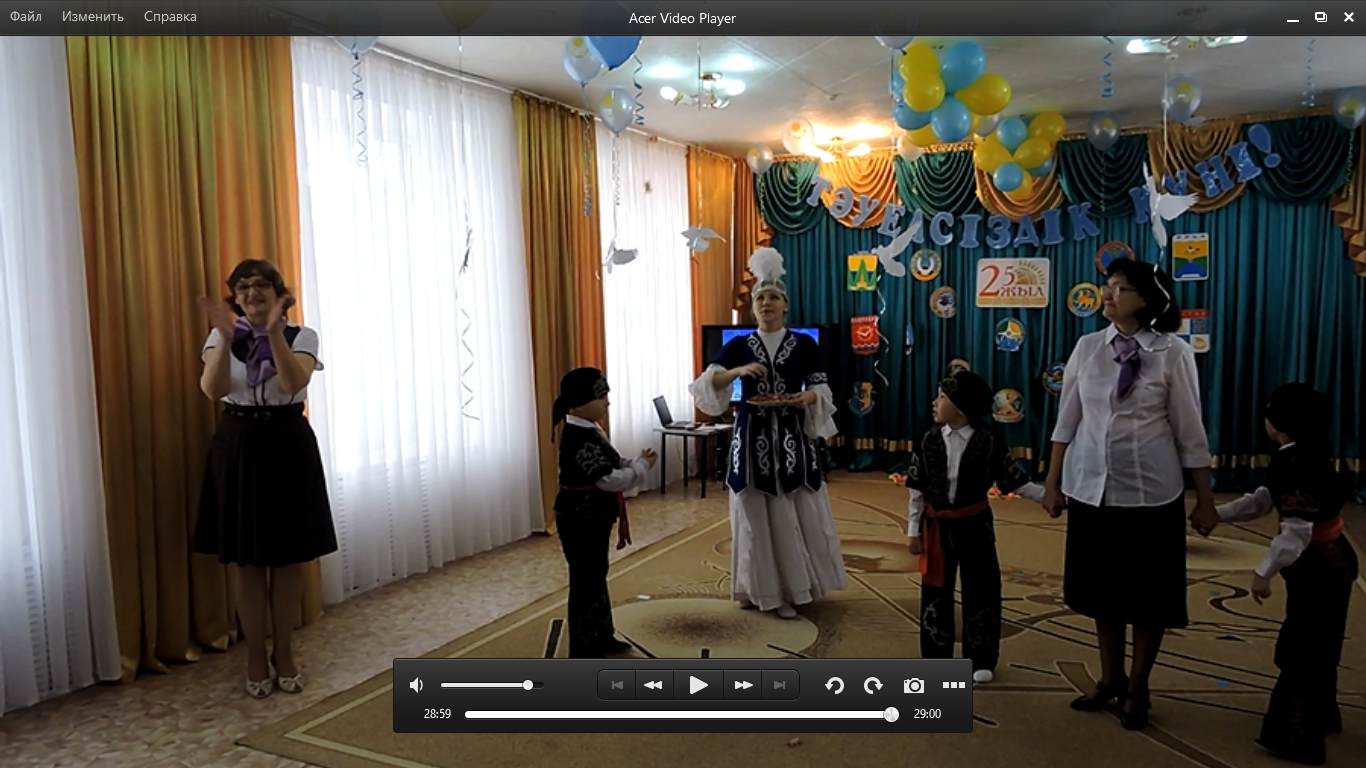 Файл Изменить Справка
Acer Video Player
ТӘУЕЛСІЗДІК КҮНІ!
25
ЖЫЛ
28:59
29:00